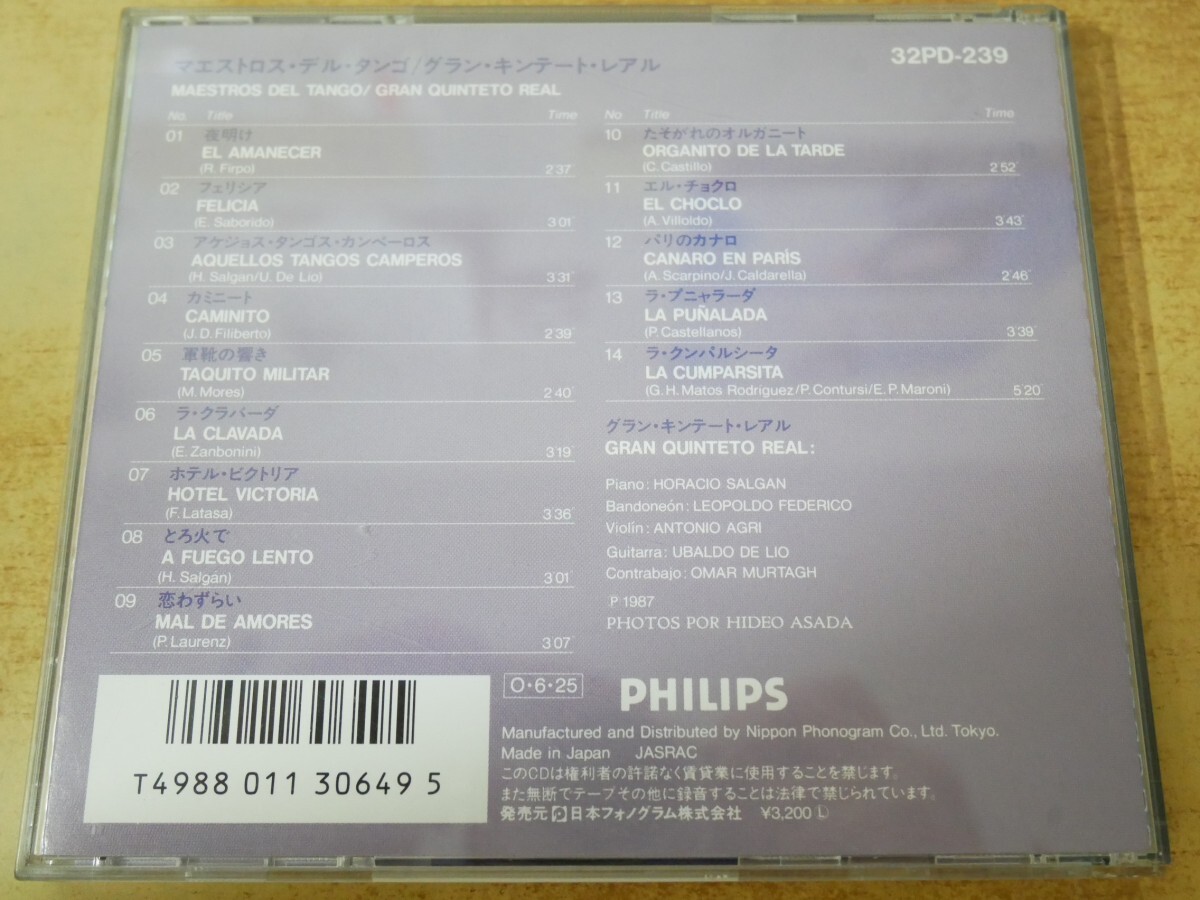 マエストロス・デル・タンゴ/グラン・キンテート・レアル
32PD-239
MAESTROS DEL TANGO/ GRAN QUINTETO REAL
No. Title Time
01 夜明け
EL AMANECER
(R. Firpo) 2'37"
02 フェリシア
FELICIA
(E. Saborido) 3'01"
03 アケジョス・タンゴス・カンペーロス
AQUELLOS TANGOS CAMPEROS
(H. Salgan/U. De Lio) 3'31"
04 カミニート
CAMINITO
(J. D. Filiberto) 2'39"
05 軍靴の響き
TAQUITO MILITAR
(M. Mores) 2'40"
06 ラ・クラバーダ
LA CLAVADA
(E. Zanbonini) 3'19"
07 ホテル・ビクトリア
HOTEL VICTORIA
(F. Latasa) 3'36"
08 とろ火で
A FUEGO LENTO
(H. Salgán) 3'01"
09 恋わずらい
MAL DE AMORES
(P. Laurenz) 3'07"
No Title Time
10 たそがれのオルガニート
ORGANITO DE LA TARDE
(C. Castillo) 2'52"
11 エル・チョクロ
EL CHOCLO
(A. Villoldo) 3'43"
12 パリのカナロ
CANARO EN PARÍS
(A. Scarpino/J. Caldarella) 2'46"
13 ラ・プニャラーダ
LA PUÑALADA
(P. Castellanos) 3'39"
14 ラ・クンパルシータ
LA CUMPARSITA
(G. H. Matos Rodríguez/P. Contursi/E. P. Maroni) 5'20"
グラン・キンテート・レアル
GRAN QUINTETO REAL:
Piano: HORACIO SALGAN
Bandoneón: LEOPOLDO FEDERICO
Violín: ANTONIO AGRI
Guitarra: UBALDO DE LIO
Contrabajo: OMAR MURTAGH
P 1987
PHOTOS POR HIDEO ASADA
O・6・25
PHILIPS
Manufactured and Distributed by Nippon Phonogram Co., Ltd. Tokyo.
Made in Japan JASRAC
このCDは権利者の許諾なく賃貸業に使用することを禁じます。
また無断でテープその他に録音することは法律で禁じられています。
発売元 日本フォノグラム株式会社 ¥3,200 Ⓛ
T4988 011 30649 5